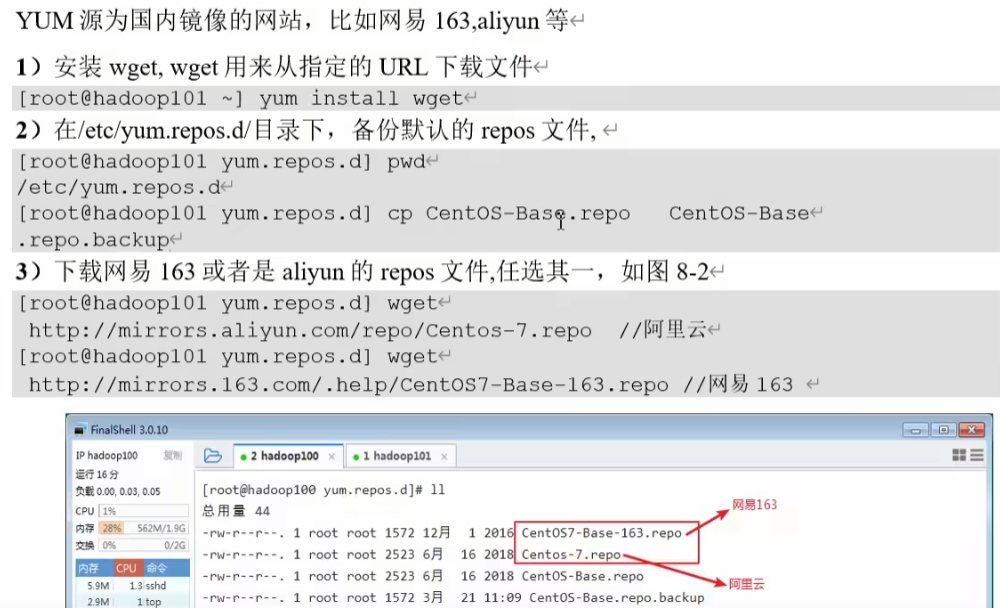 YUM 源为国内镜像的网站，比如网易 163,aliyun 等
1）安装 wget, wget 用来从指定的 URL 下载文件
[root@hadoop101 ~] yum install wget
2）在/etc/yum.repos.d/目录下，备份默认的 repos 文件,
[root@hadoop101 yum.repos.d] pwd
/etc/yum.repos.d
[root@hadoop101 yum.repos.d] cp CentOS-Base.repo   CentOS-Base
.repo.backup
3）下载网易 163 或者是 aliyun 的 repos 文件,任选其一，如图 8-2
[root@hadoop101 yum.repos.d] wget
http://mirrors.aliyun.com/repo/Centos-7.repo  //阿里云
[root@hadoop101 yum.repos.d] wget
http://mirrors.163.com/.help/CentOS7-Base-163.repo //网易 163
FinalShell 3.0.10
IP hadoop100 复制
2 hadoop100
1 hadoop101
运行 16 分
负载 0.00, 0.03, 0.05
CPU 1%
内存 28% 562M/1.9G
交换 0% 0/2G
内存 CPU 命令
5.9M 1.3 sshd
2.9M 1 top
[root@hadoop100 yum.repos.d]# ll
总用量 44
-rw-r--r--. 1 root root 1572 12月  1 2016 CentOS7-Base-163.repo
-rw-r--r--. 1 root root 2523 6月  16 2018 Centos-7.repo
-rw-r--r--. 1 root root 2523 6月  16 2018 CentOS-Base.repo
-rw-r--r--. 1 root root 1572 3月  21 11:09 CentOS-Base.repo.backup
网易163
阿里云